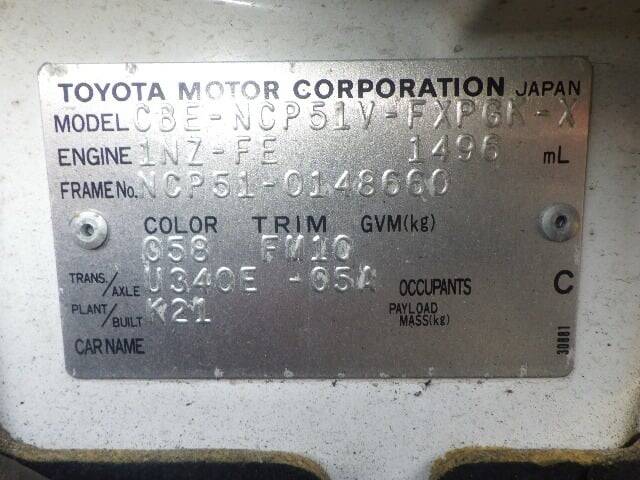 TOYOTA MOTOR CORPORATION JAPAN
MODEL CBE-NCP51V-FXPGK-X
ENGINE 1NZ-FE 1496 mL
FRAME No. NCP51-0148660
COLOR TRIM GVM(kg)
058 FM10
TRANS./AXLE U340E -05A OCCUPANTS C
PLANT/BUILT K21 PAYLOAD MASS(kg)
CAR NAME
30881